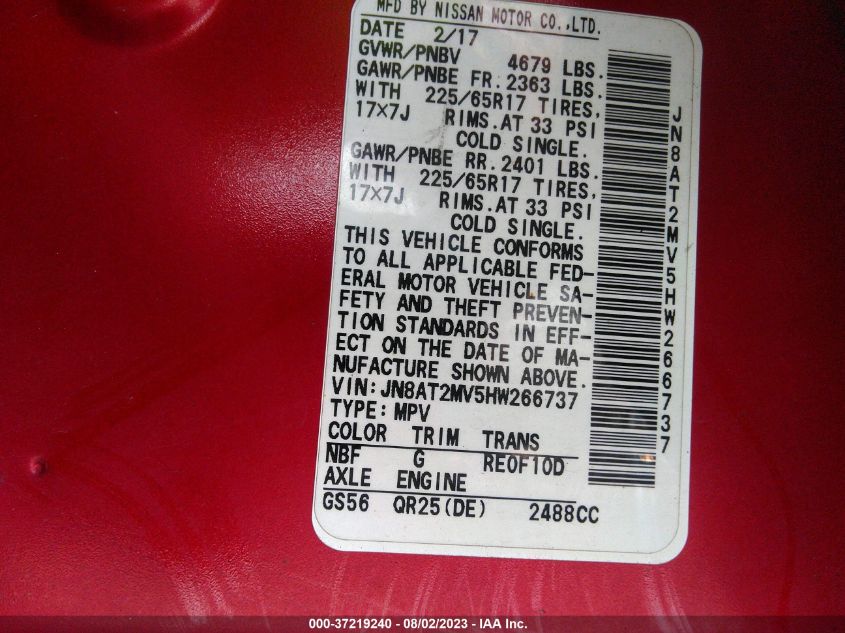 MFD BY NISSAN MOTOR CO.,LTD.
DATE 2/17
GVWR/PNBV 4679 LBS.
GAWR/PNBE FR. 2363 LBS.
WITH 225/65R17 TIRES,
17×7J RIMS.AT 33 PSI
COLD SINGLE.
GAWR/PNBE RR. 2401 LBS.
WITH 225/65R17 TIRES,
17×7J RIMS.AT 33 PSI
COLD SINGLE.
THIS VEHICLE CONFORMS
TO ALL APPLICABLE FED-
ERAL MOTOR VEHICLE SA-
FETY AND THEFT PREVEN-
TION STANDARDS IN EFF-
ECT ON THE DATE OF MA-
NUFACTURE SHOWN ABOVE.
VIN:JN8AT2MV5HW266737
TYPE:MPV
COLOR TRIM TRANS
NBF G RE0F10D
AXLE ENGINE
GS56 QR25(DE) 2488CC
JN8AT2MV5HW266737
000-37219240 - 08/02/2023 - IAA Inc.